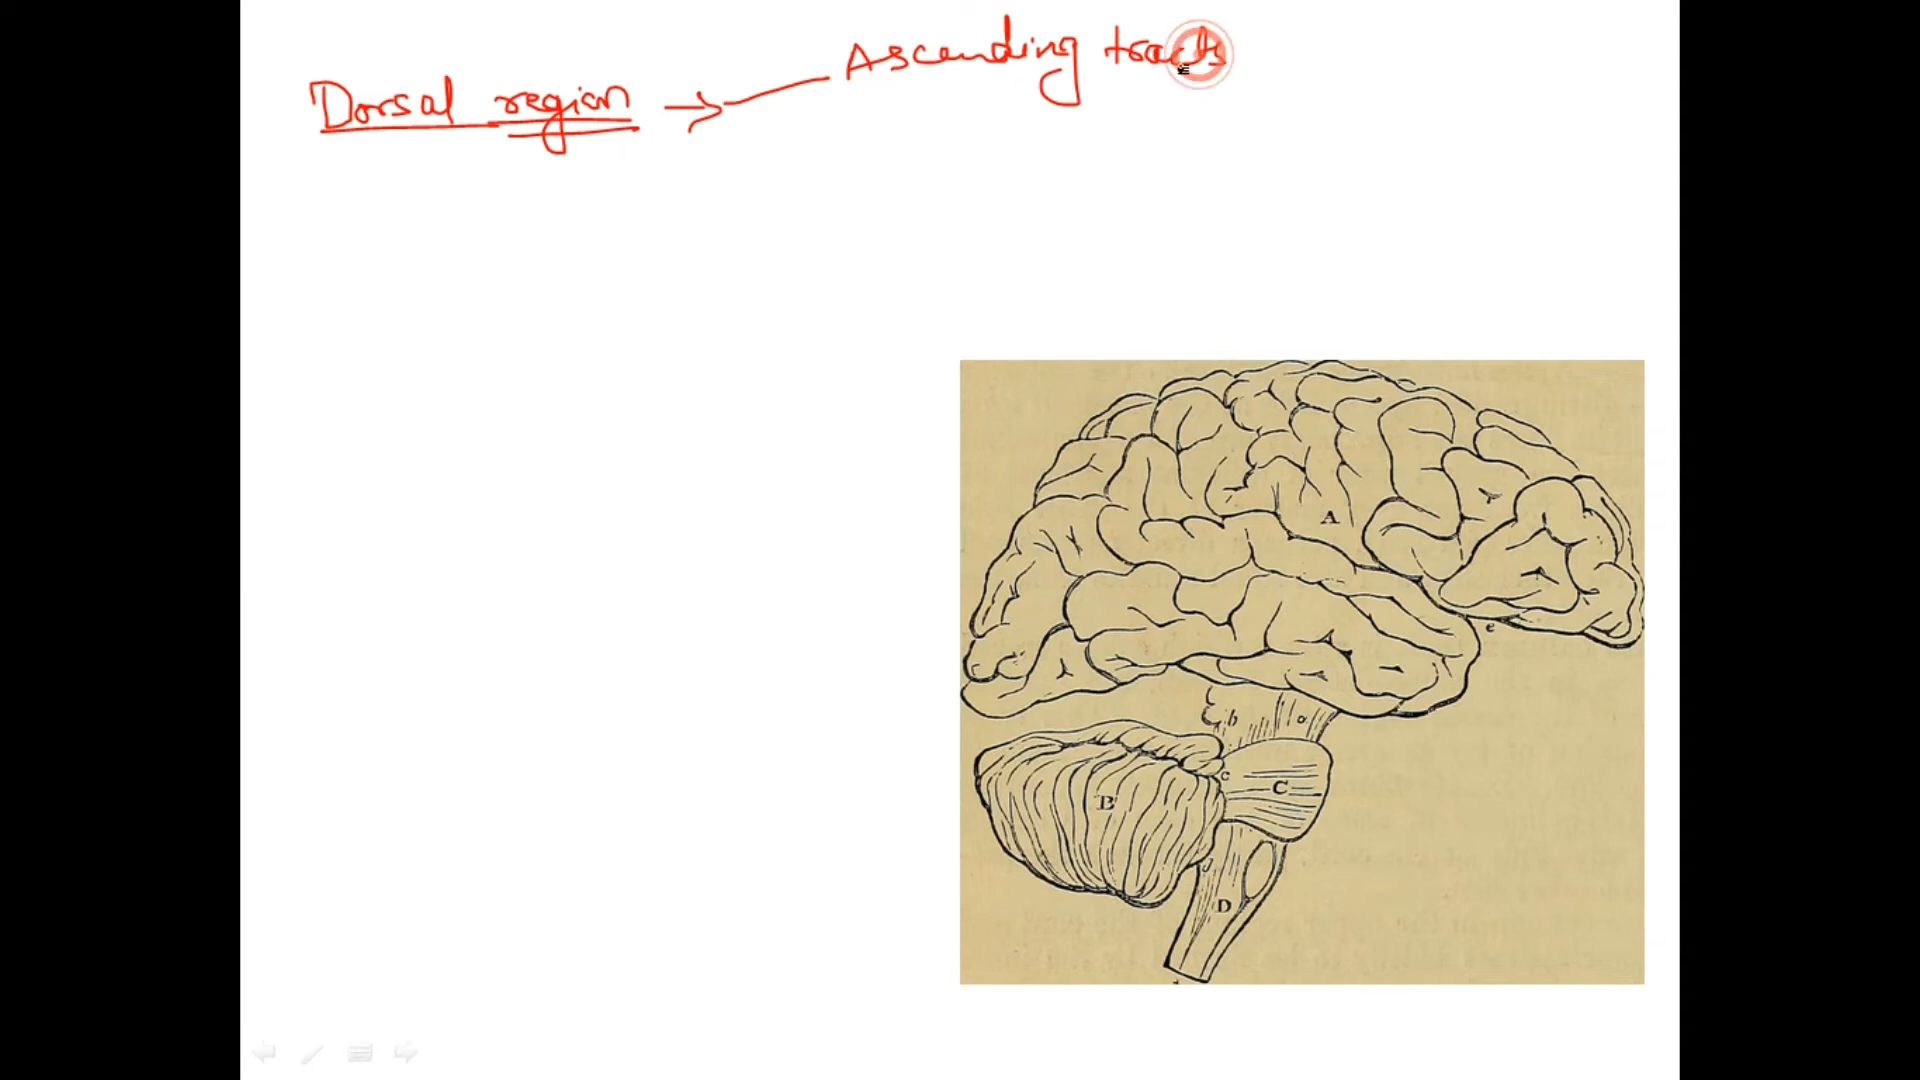 Ascending tracts
Dorsal region →
A
e
b a
c C
B
d
D